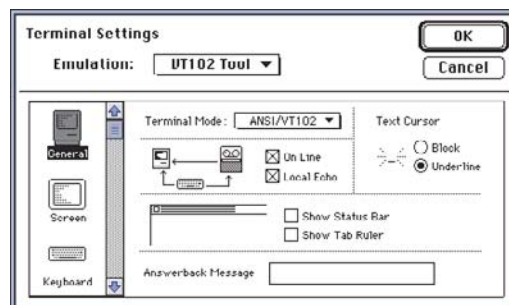 Terminal Settings
OK
Emulation: VT102 Tool
Cancel
General
Screen
Keyboard
Terminal Mode: ANSI/VT102
On Line
Local Echo
Text Cursor
Block
Underline
Show Status Bar
Show Tab Ruler
Answerback Message